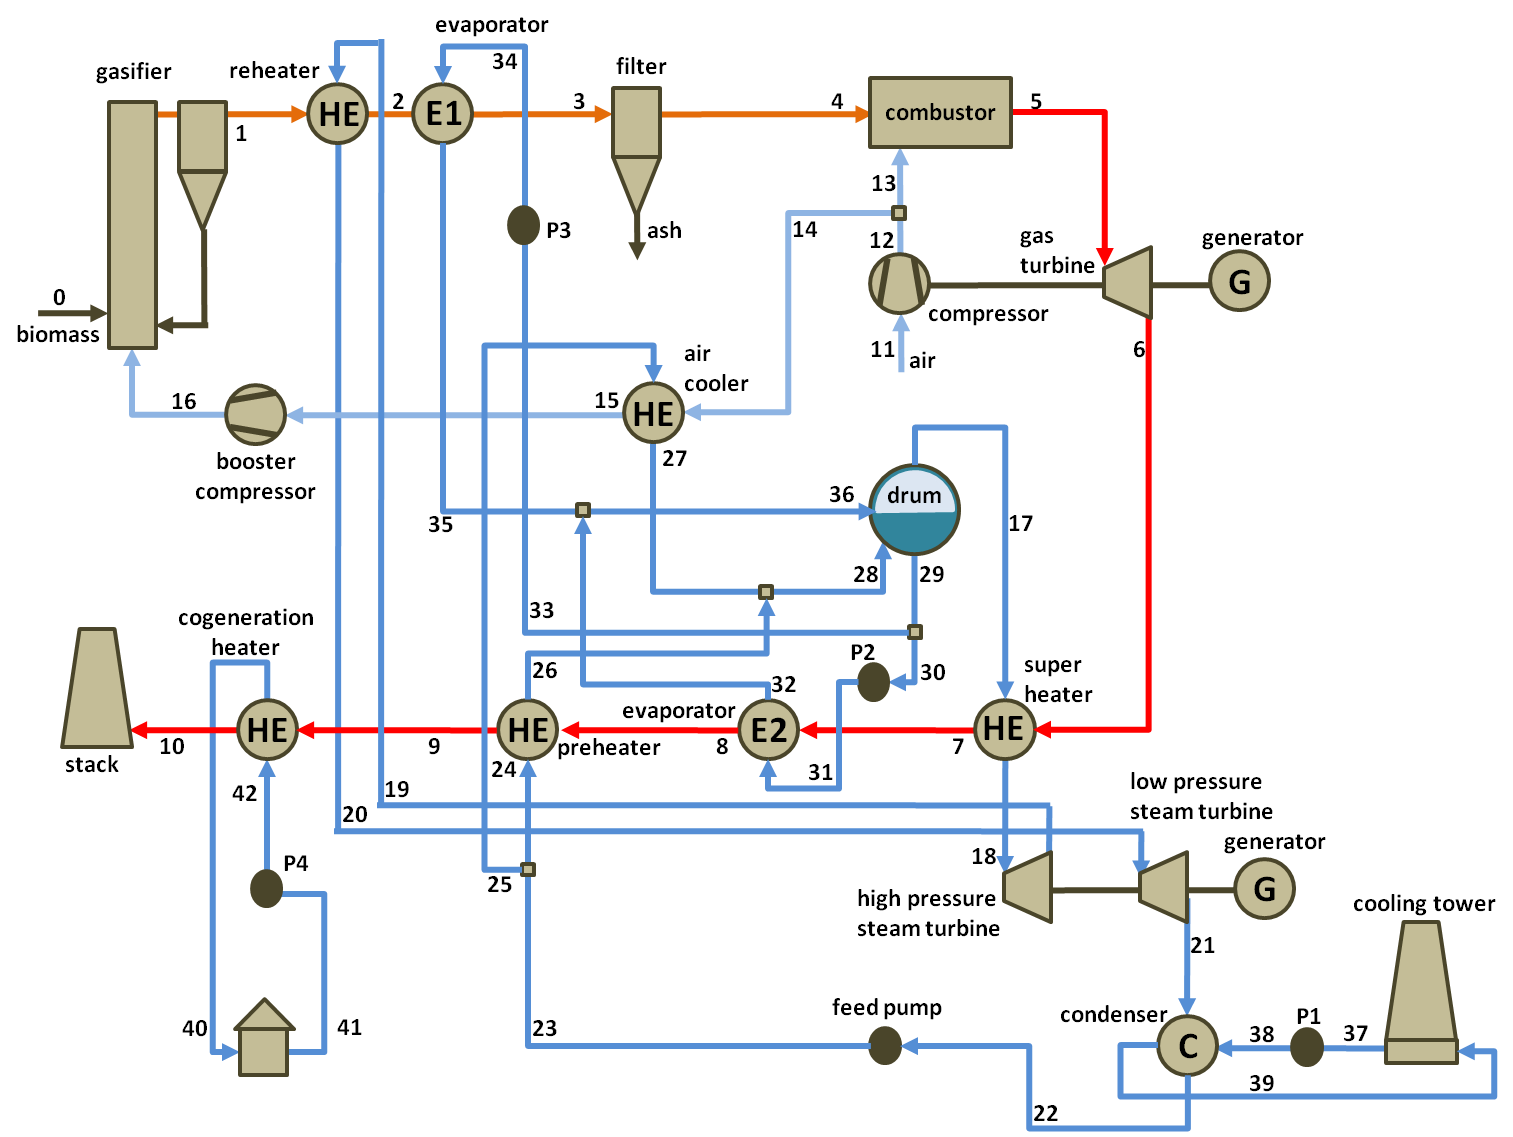 evaporator
34
gasifier
reheater
filter
HE
2
E1
3
4
combustor
5
1
13
P3
ash
14
12
gas
turbine
generator
G
0
biomass
compressor
11
air
6
air
cooler
16
15
HE
booster
compressor
27
36
drum
35
17
28
29
33
cogeneration
heater
P2
26
32
30
super
heater
evaporator
HE
HE
E2
HE
10
9
preheater
8
7
stack
24
31
42
19
20
low pressure
steam turbine
generator
P4
18
25
G
high pressure
steam turbine
cooling tower
21
feed pump
condenser
P1
40
41
23
C
38
37
39
22